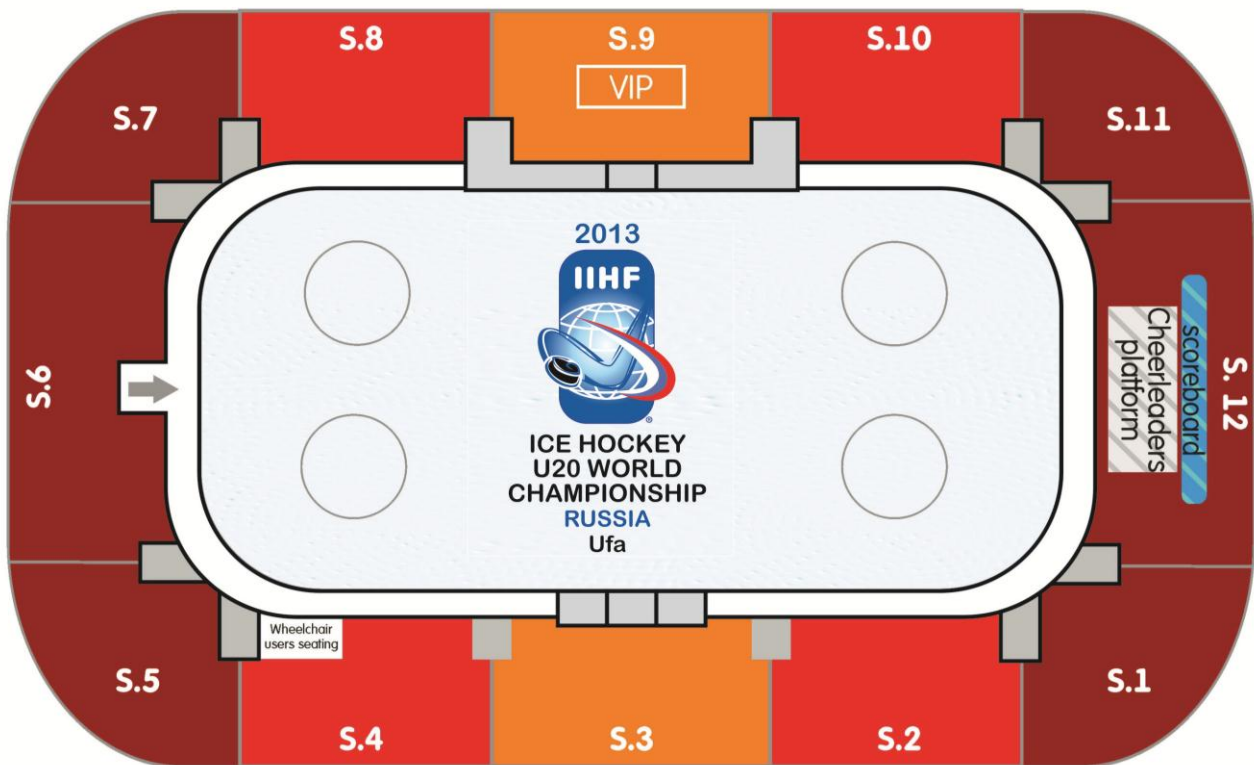 S.8
S.9
S.10
VIP
S.7
S.11
2013
IIHF
S.6
scoreboard
Cheerleaders
platform
S. 12
®
ICE HOCKEY
U20 WORLD
CHAMPIONSHIP
RUSSIA
Ufa
Wheelchair
users seating
S.5
S.1
S.4
S.3
S.2